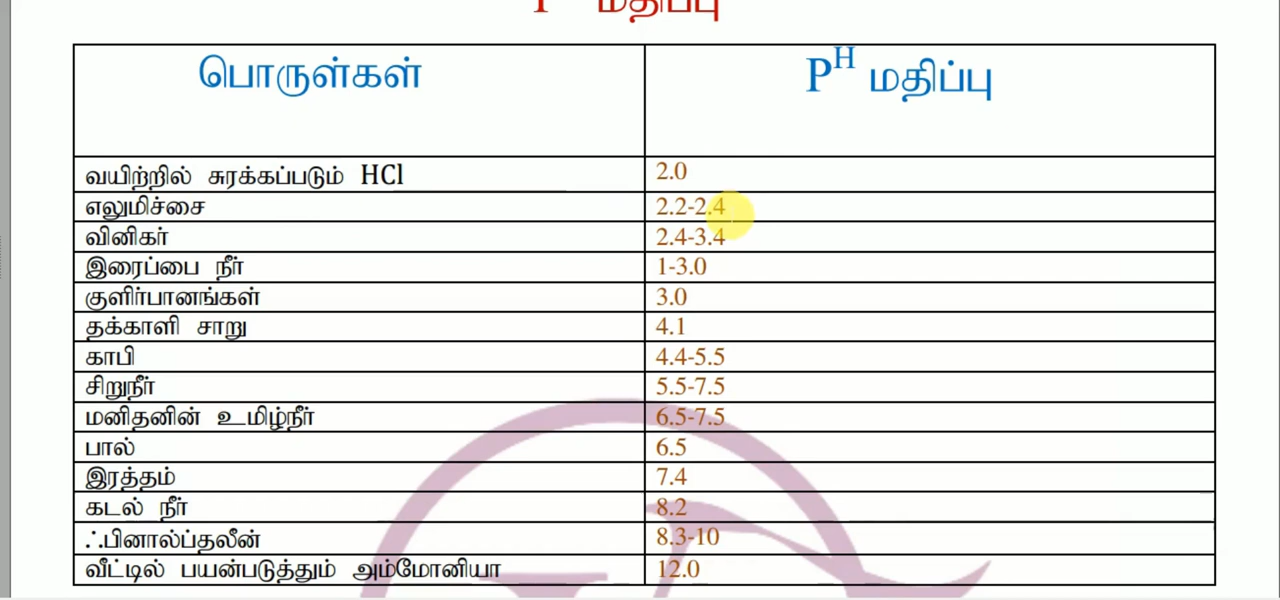 மதிப்பு
பொருள்கள் Pᴴ மதிப்பு
வயிற்றில் சுரக்கப்படும் HCl 2.0
எலுமிச்சை 2.2-2.4
வினிகர் 2.4-3.4
இரைப்பை நீர் 1-3.0
குளிர்பானங்கள் 3.0
தக்காளி சாறு 4.1
காபி 4.4-5.5
சிறுநீர் 5.5-7.5
மனிதனின் உமிழ்நீர் 6.5-7.5
பால் 6.5
இரத்தம் 7.4
கடல் நீர் 8.2
ஃபினால்ப்தலீன் 8.3-10
வீட்டில் பயன்படுத்தும் அம்மோனியா 12.0